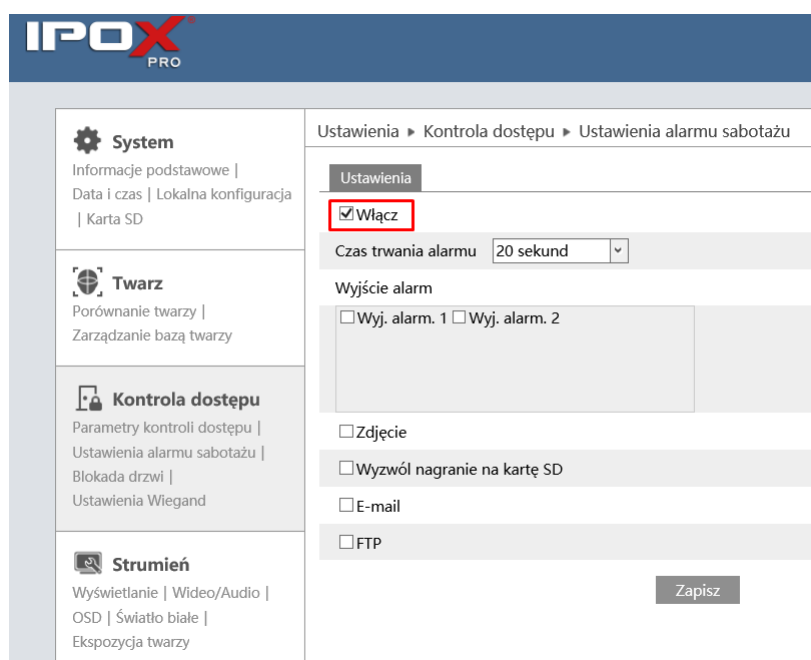 IPOX
PRO
System
Informacje podstawowe |
Data i czas | Lokalna konfiguracja
| Karta SD
Twarz
Porównanie twarzy |
Zarządzanie bazą twarzy
Kontrola dostępu
Parametry kontroli dostępu |
Ustawienia alarmu sabotażu |
Blokada drzwi |
Ustawienia Wiegand
Strumień
Wyświetlanie | Wideo/Audio |
OSD | Światło białe |
Ekspozycja twarzy
Ustawienia ▸ Kontrola dostępu ▸ Ustawienia alarmu sabotażu
Ustawienia
Włącz
Czas trwania alarmu 20 sekund
Wyjście alarm
Wyj. alarm. 1 Wyj. alarm. 2
Zdjęcie
Wyzwól nagranie na kartę SD
E-mail
FTP
Zapisz